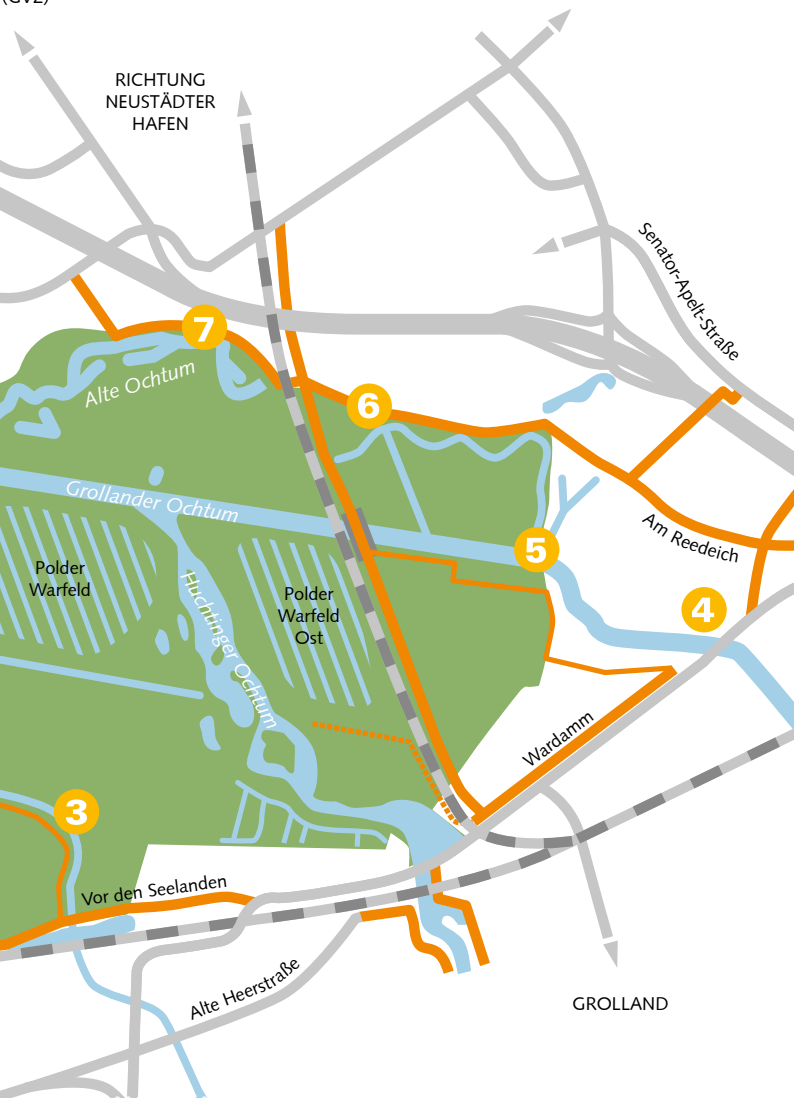 (GVZ)
RICHTUNG
NEUSTÄDTER
HAFEN
Senator-Apelt-Straße
7
Alte Ochtum
6
Grollander Ochtum
Am Reedeich
5
Polder
Warfeld
Huchtinger Ochtum
Polder
Warfeld
Ost
4
Wardamm
3
Vor den Seelanden
Alte Heerstraße
GROLLAND